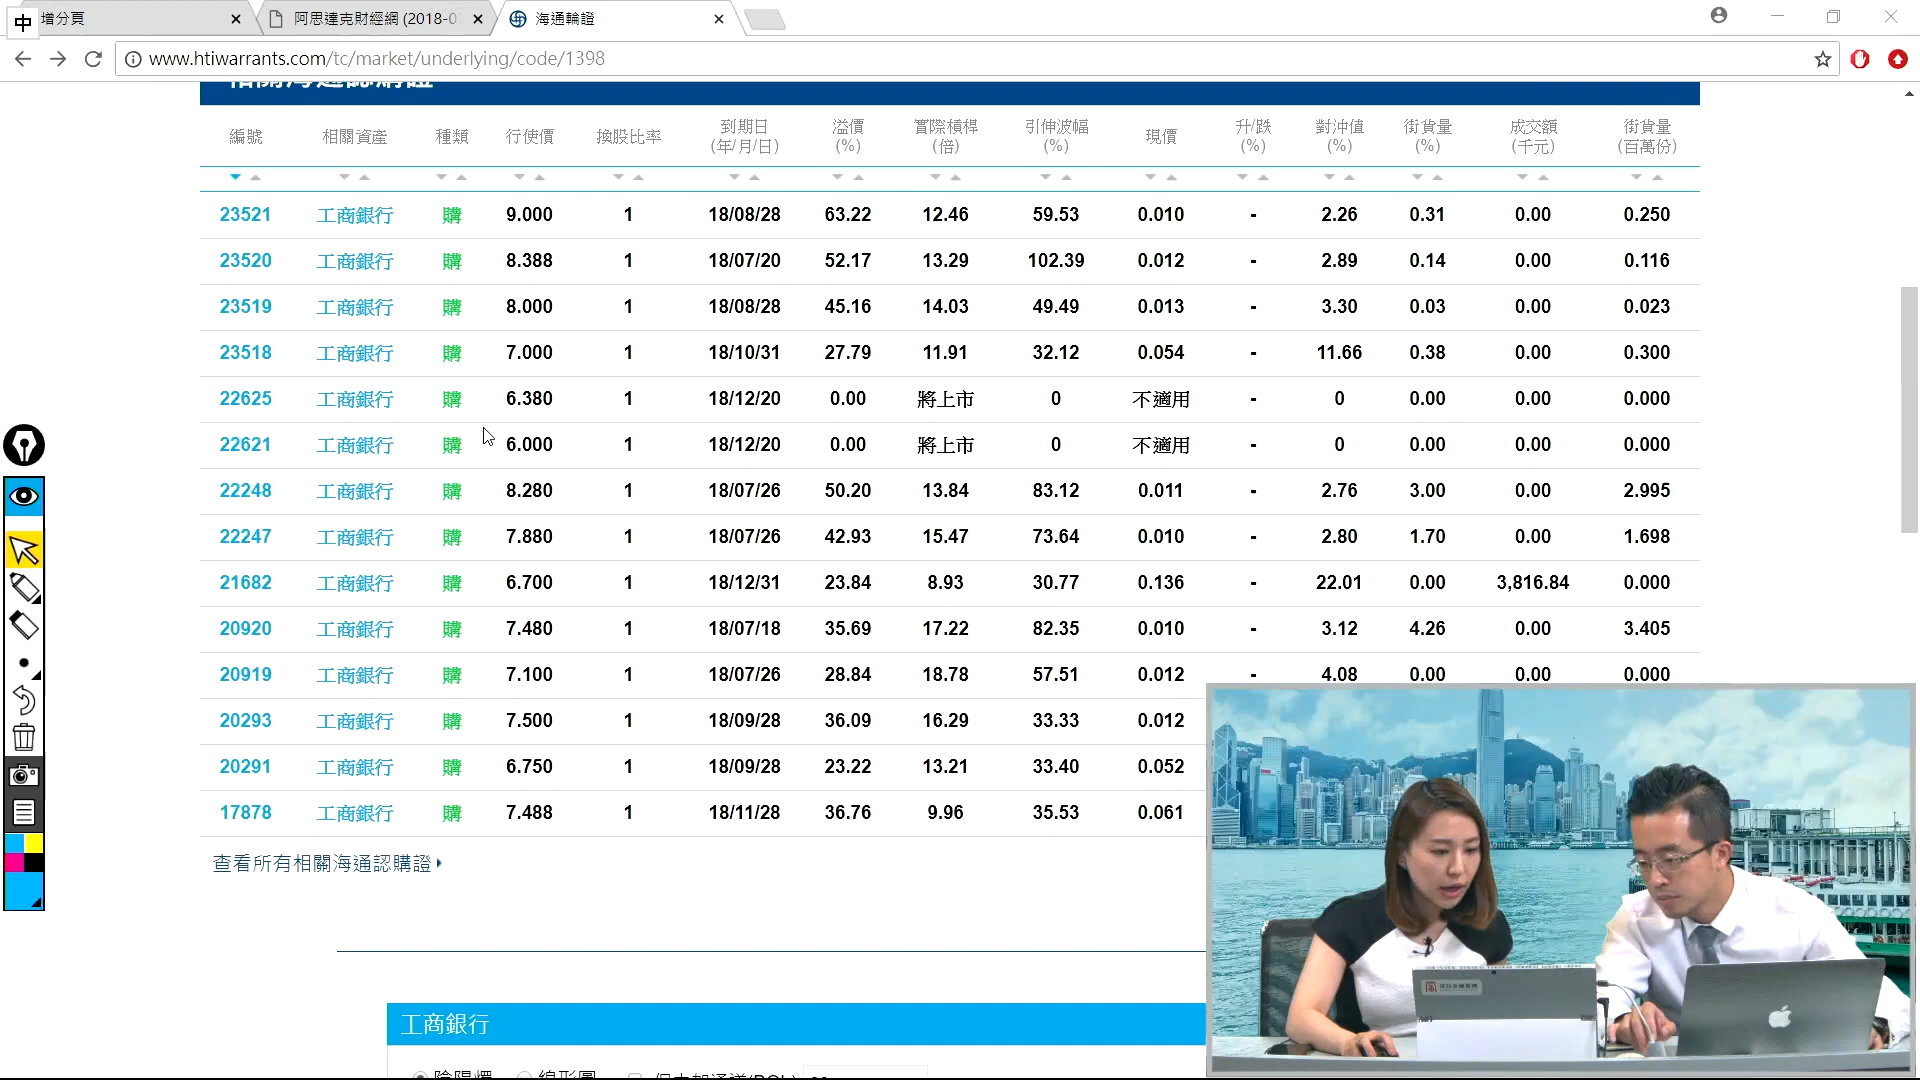 中
增分頁
阿思達克財經網 (2018-0
海通輪證
www.htiwarrants.com/tc/market/underlying/code/1398
相關海通認購證
編號 相關資產 種類 行使價 換股比率 到期日 (年/月/日) 溢價 (%) 實際槓桿 (倍) 引伸波幅 (%) 現價 升/跌 (%) 對沖值 (%) 街貨量 (%) 成交額 (千元) 街貨量 (百萬份)
23521 工商銀行 購 9.000 1 18/08/28 63.22 12.46 59.53 0.010 - 2.26 0.31 0.00 0.250
23520 工商銀行 購 8.388 1 18/07/20 52.17 13.29 102.39 0.012 - 2.89 0.14 0.00 0.116
23519 工商銀行 購 8.000 1 18/08/28 45.16 14.03 49.49 0.013 - 3.30 0.03 0.00 0.023
23518 工商銀行 購 7.000 1 18/10/31 27.79 11.91 32.12 0.054 - 11.66 0.38 0.00 0.300
22625 工商銀行 購 6.380 1 18/12/20 0.00 將上市 0 不適用 - 0 0.00 0.00 0.000
22621 工商銀行 購 6.000 1 18/12/20 0.00 將上市 0 不適用 - 0 0.00 0.00 0.000
22248 工商銀行 購 8.280 1 18/07/26 50.20 13.84 83.12 0.011 - 2.76 3.00 0.00 2.995
22247 工商銀行 購 7.880 1 18/07/26 42.93 15.47 73.64 0.010 - 2.80 1.70 0.00 1.698
21682 工商銀行 購 6.700 1 18/12/31 23.84 8.93 30.77 0.136 - 22.01 0.00 3,816.84 0.000
20920 工商銀行 購 7.480 1 18/07/18 35.69 17.22 82.35 0.010 - 3.12 4.26 0.00 3.405
20919 工商銀行 購 7.100 1 18/07/26 28.84 18.78 57.51 0.012 - 4.08 0.00 0.00 0.000
20293 工商銀行 購 7.500 1 18/09/28 36.09 16.29 33.33 0.012
20291 工商銀行 購 6.750 1 18/09/28 23.22 13.21 33.40 0.052
17878 工商銀行 購 7.488 1 18/11/28 36.76 9.96 35.53 0.061
查看所有相關海通認購證
工商銀行
陰陽燭 線形圖